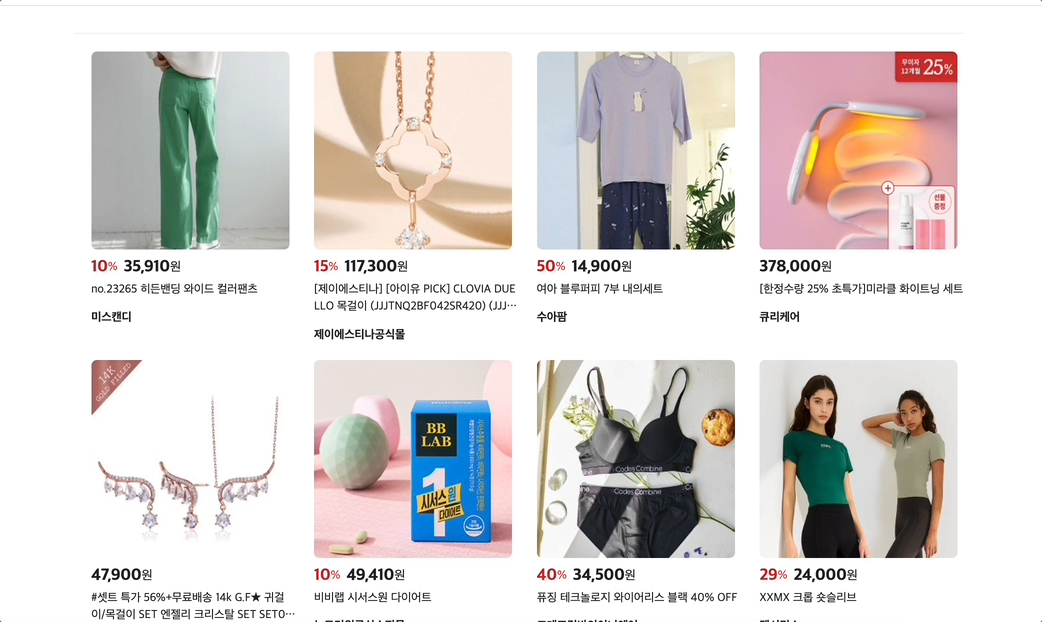 무이자
12개월 25%
선물
증정
10% 35,910원
no.23265 히든밴딩 와이드 컬러팬츠
미스캔디
15% 117,300원
[제이에스티나] [아이유 PICK] CLOVIA DUE
LLO 목걸이 (JJJTNQ2BF042SR420) (JJJ…
제이에스티나공식몰
50% 14,900원
여아 블루퍼피 7부 내의세트
수아팜
378,000원
[한정수량 25% 초특가]미라클 화이트닝 세트
큐리케어
14K
GOLD FILLED
BB
LAB
1
시서스윈
다이어트
Codes Combine
Codes Combine
47,900원
#셋트 특가 56%+무료배송 14k G.F★ 귀걸
이/목걸이 SET 엔젤리 크리스탈 SET SET0…
10% 49,410원
비비랩 시서스원 다이어트
40% 34,500원
퓨징 테크놀로지 와이어리스 블랙 40% OFF
29% 24,000원
XXMX 크롭 숏슬리브